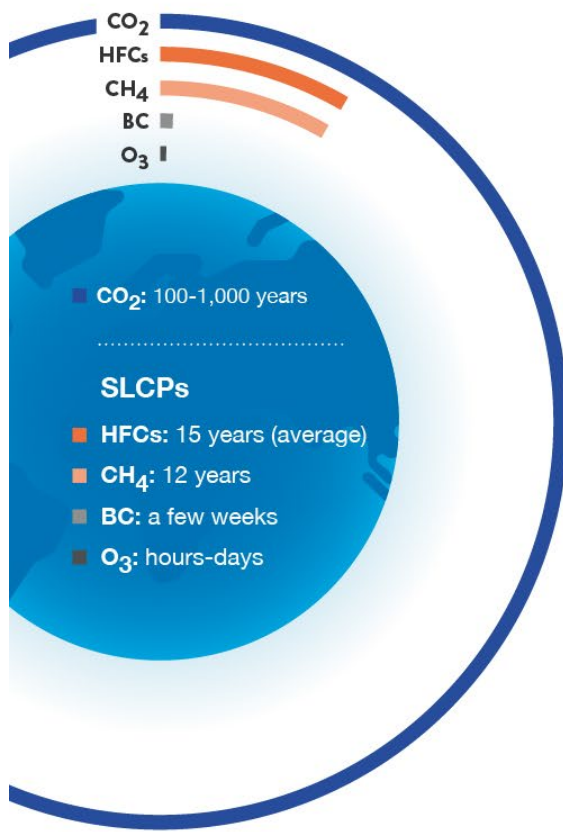 CO₂
HFCs
CH₄
BC
O₃
CO₂: 100-1,000 years
SLCPs
HFCs: 15 years (average)
CH₄: 12 years
BC: a few weeks
O₃: hours-days